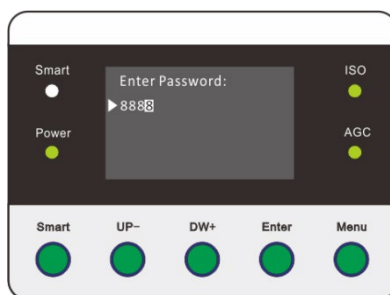 Smart
ISO
Enter Password:
8888
Power
AGC
Smart UP- DW+ Enter Menu